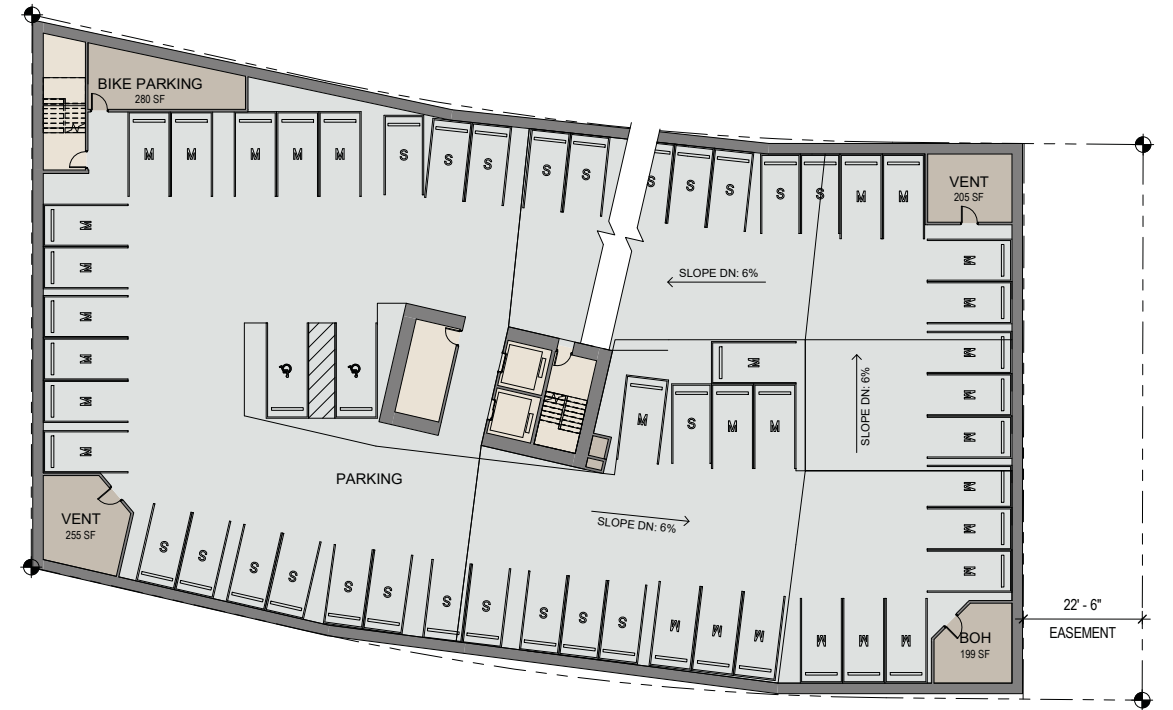 BIKE PARKING
280 SF
M M M M M S S S S S S S S S S M M
VENT
205 SF
M
M
M
M
M
M
SLOPE DN: 6%
M
M
M
M
M
M
M
M
SLOPE DN: 6%
M
M S M M
PARKING
SLOPE DN: 6%
VENT
255 SF
S S S S S S S S S S S M M M M M M
BOH
199 SF
22' - 6"
EASEMENT